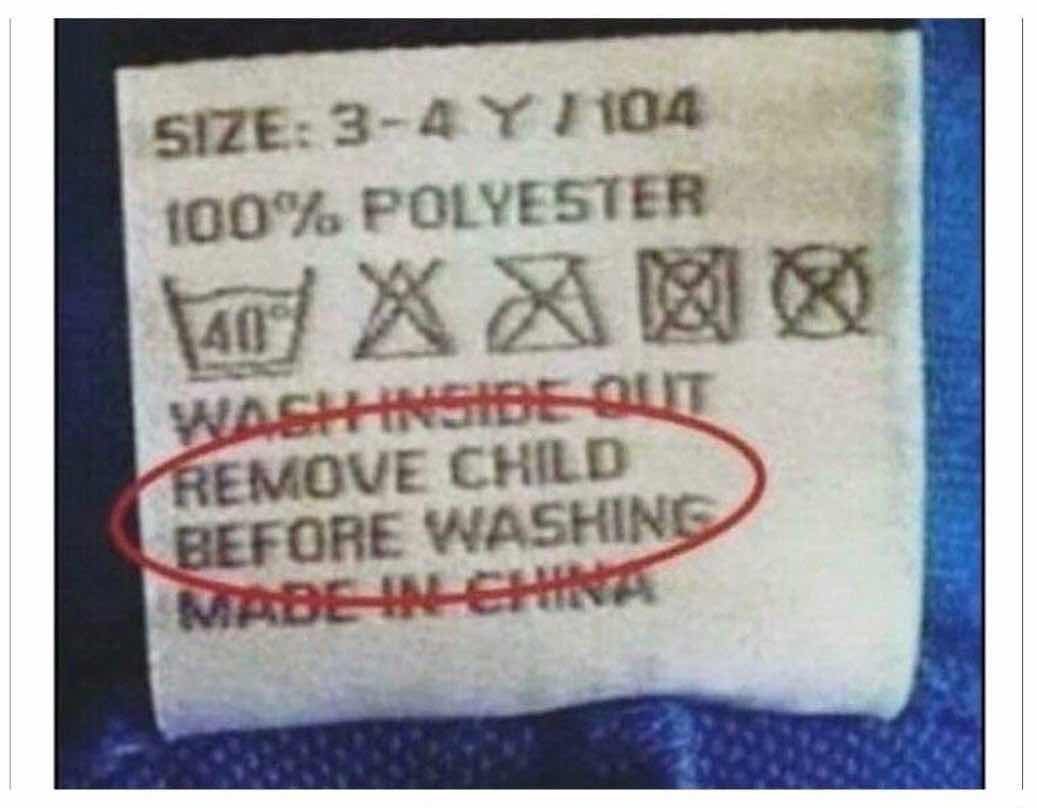 SIZE: 3-4 Y / 104
100% POLYESTER
40°
WASH INSIDE OUT
REMOVE CHILD
BEFORE WASHING
MADE IN CHINA